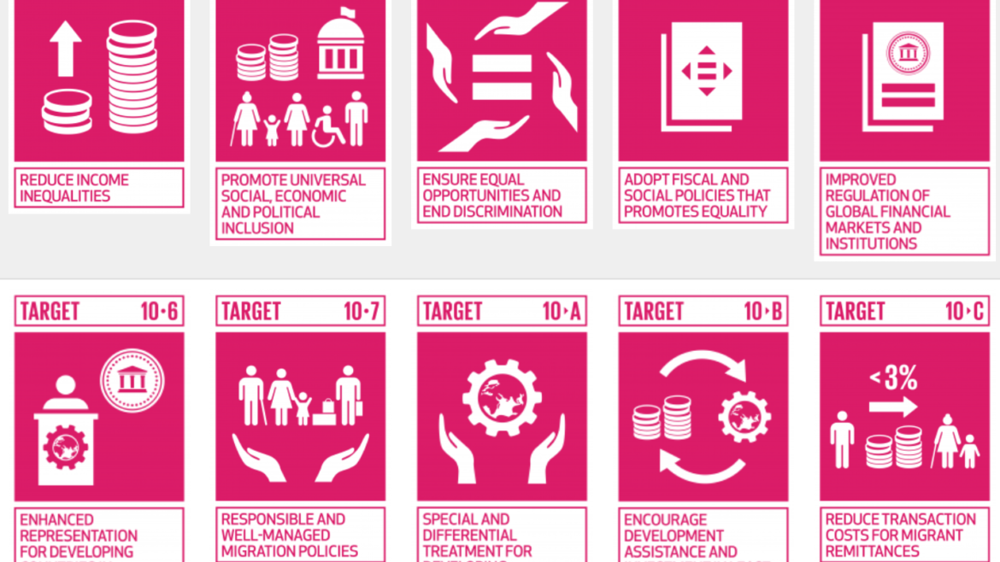 REDUCE INCOME
INEQUALITIES
PROMOTE UNIVERSAL
SOCIAL, ECONOMIC
AND POLITICAL
INCLUSION
ENSURE EQUAL
OPPORTUNITIES AND
END DISCRIMINATION
ADOPT FISCAL AND
SOCIAL POLICIES THAT
PROMOTES EQUALITY
IMPROVED
REGULATION OF
GLOBAL FINANCIAL
MARKETS AND
INSTITUTIONS
TARGET 10·6
ENHANCED
REPRESENTATION
FOR DEVELOPING
TARGET 10·7
RESPONSIBLE AND
WELL-MANAGED
MIGRATION POLICIES
TARGET 10▸A
SPECIAL AND
DIFFERENTIAL
TREATMENT FOR
TARGET 10▸B
ENCOURAGE
DEVELOPMENT
ASSISTANCE AND
TARGET 10▸C
<3%
REDUCE TRANSACTION
COSTS FOR MIGRANT
REMITTANCES